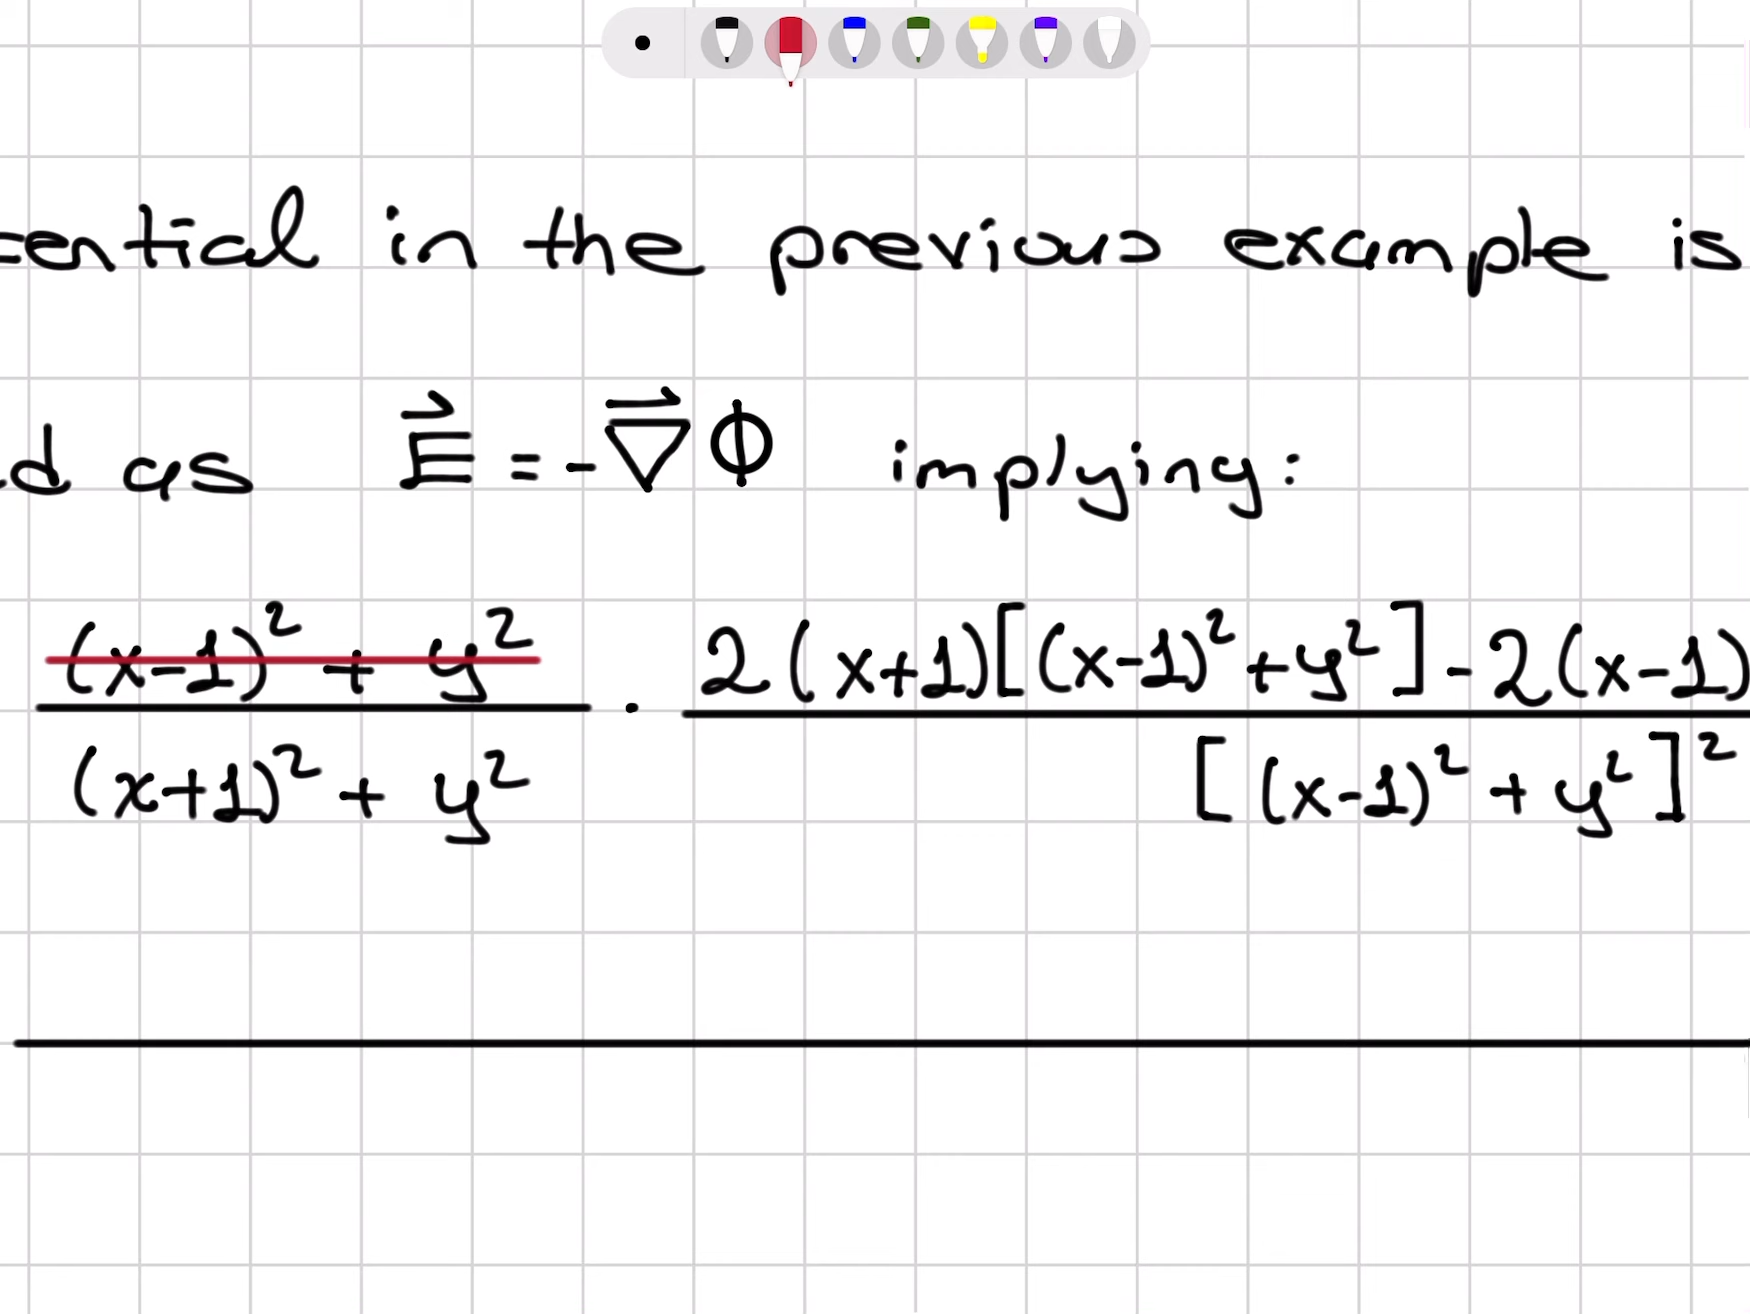 ential in the previous example is
d as E⃗ = -∇⃗ϕ implying:
(x-1)² + y² / (x+1)² + y² · 2(x+1)[(x-1)²+y²]-2(x-1) / [(x-1)² + y²]²